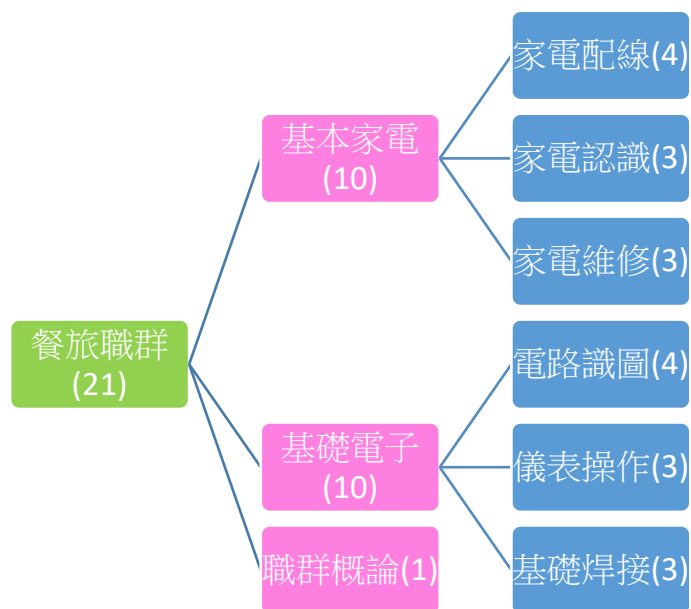 餐旅職群
(21)
基本家電
(10)
家電配線(4)
家電認識(3)
家電維修(3)
基礎電子
(10)
電路識圖(4)
儀表操作(3)
基礎焊接(3)
職群概論(1)